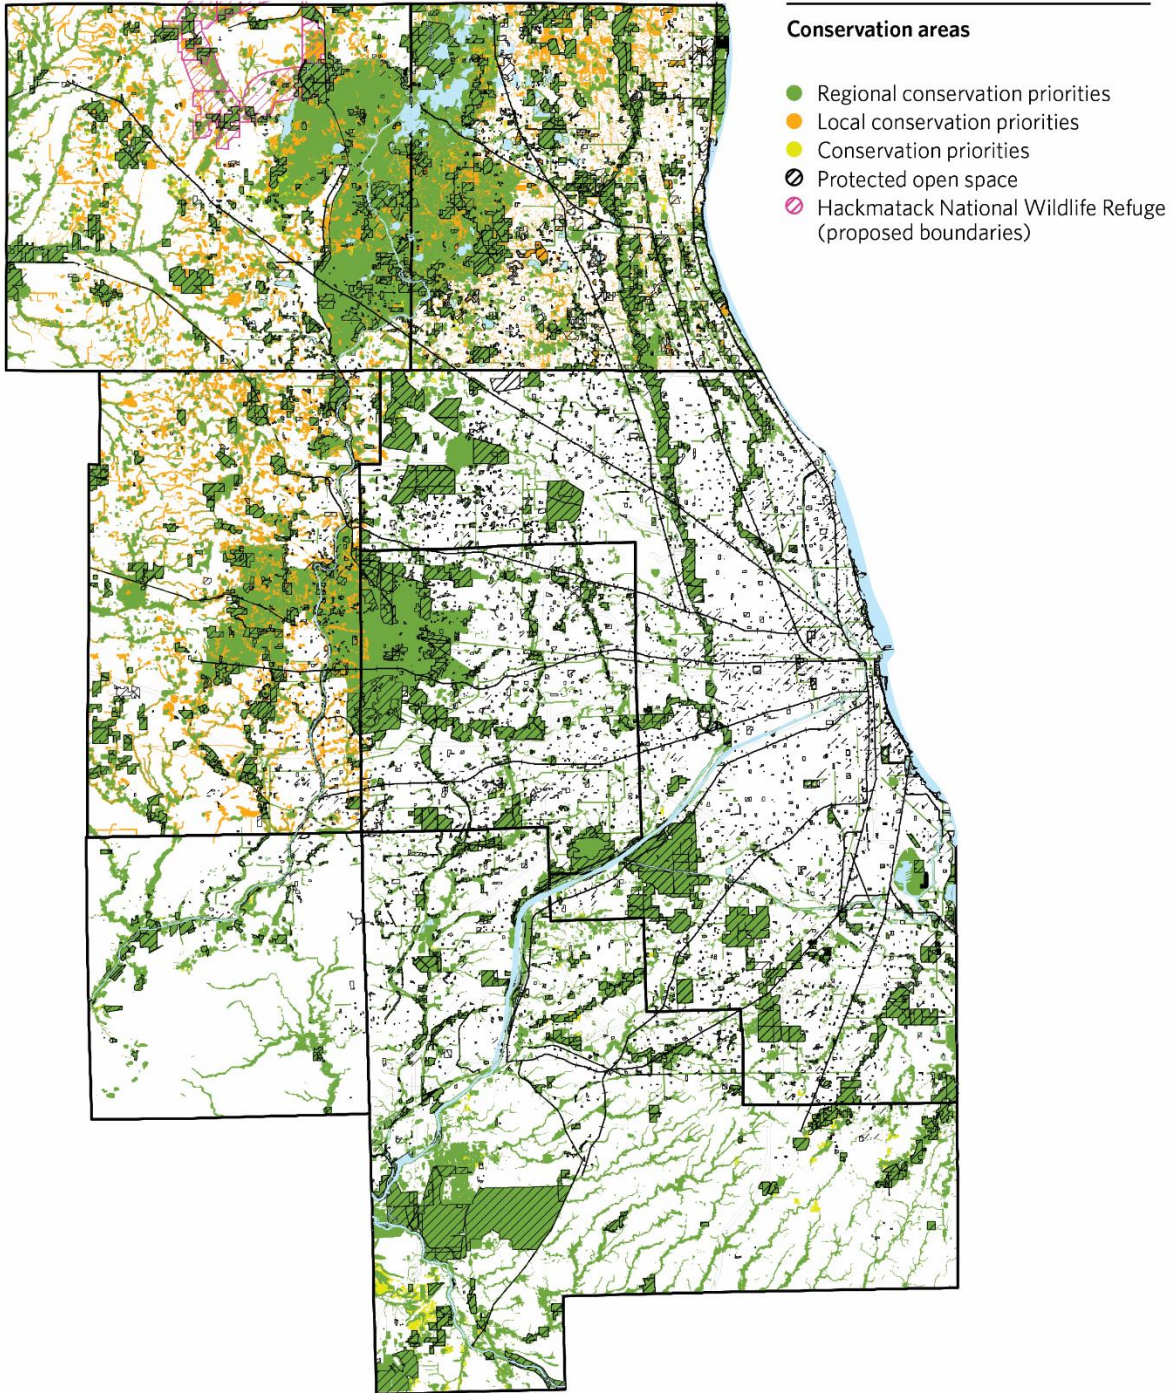 Conservation areas
Regional conservation priorities
Local conservation priorities
Conservation priorities
Protected open space
Hackmatack National Wildlife Refuge
(proposed boundaries)